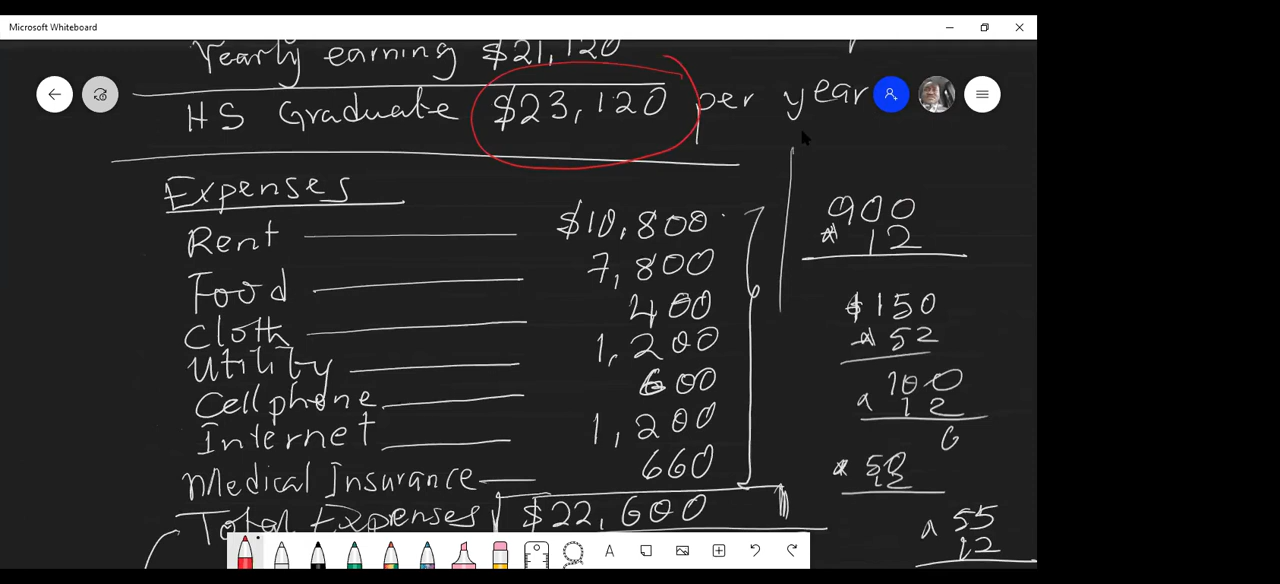 Microsoft Whiteboard
Yearly earning $21,120
HS Graduate $23,120 per year
Expenses
Rent $10,800
Food 7,800
Cloth 400
Utility 1,200
Cellphone 600
Internet 1,200
Medical Insurance 660
Total Expenses $22,600
900
12
$150
52
100
12
0
50
12
55
12
A